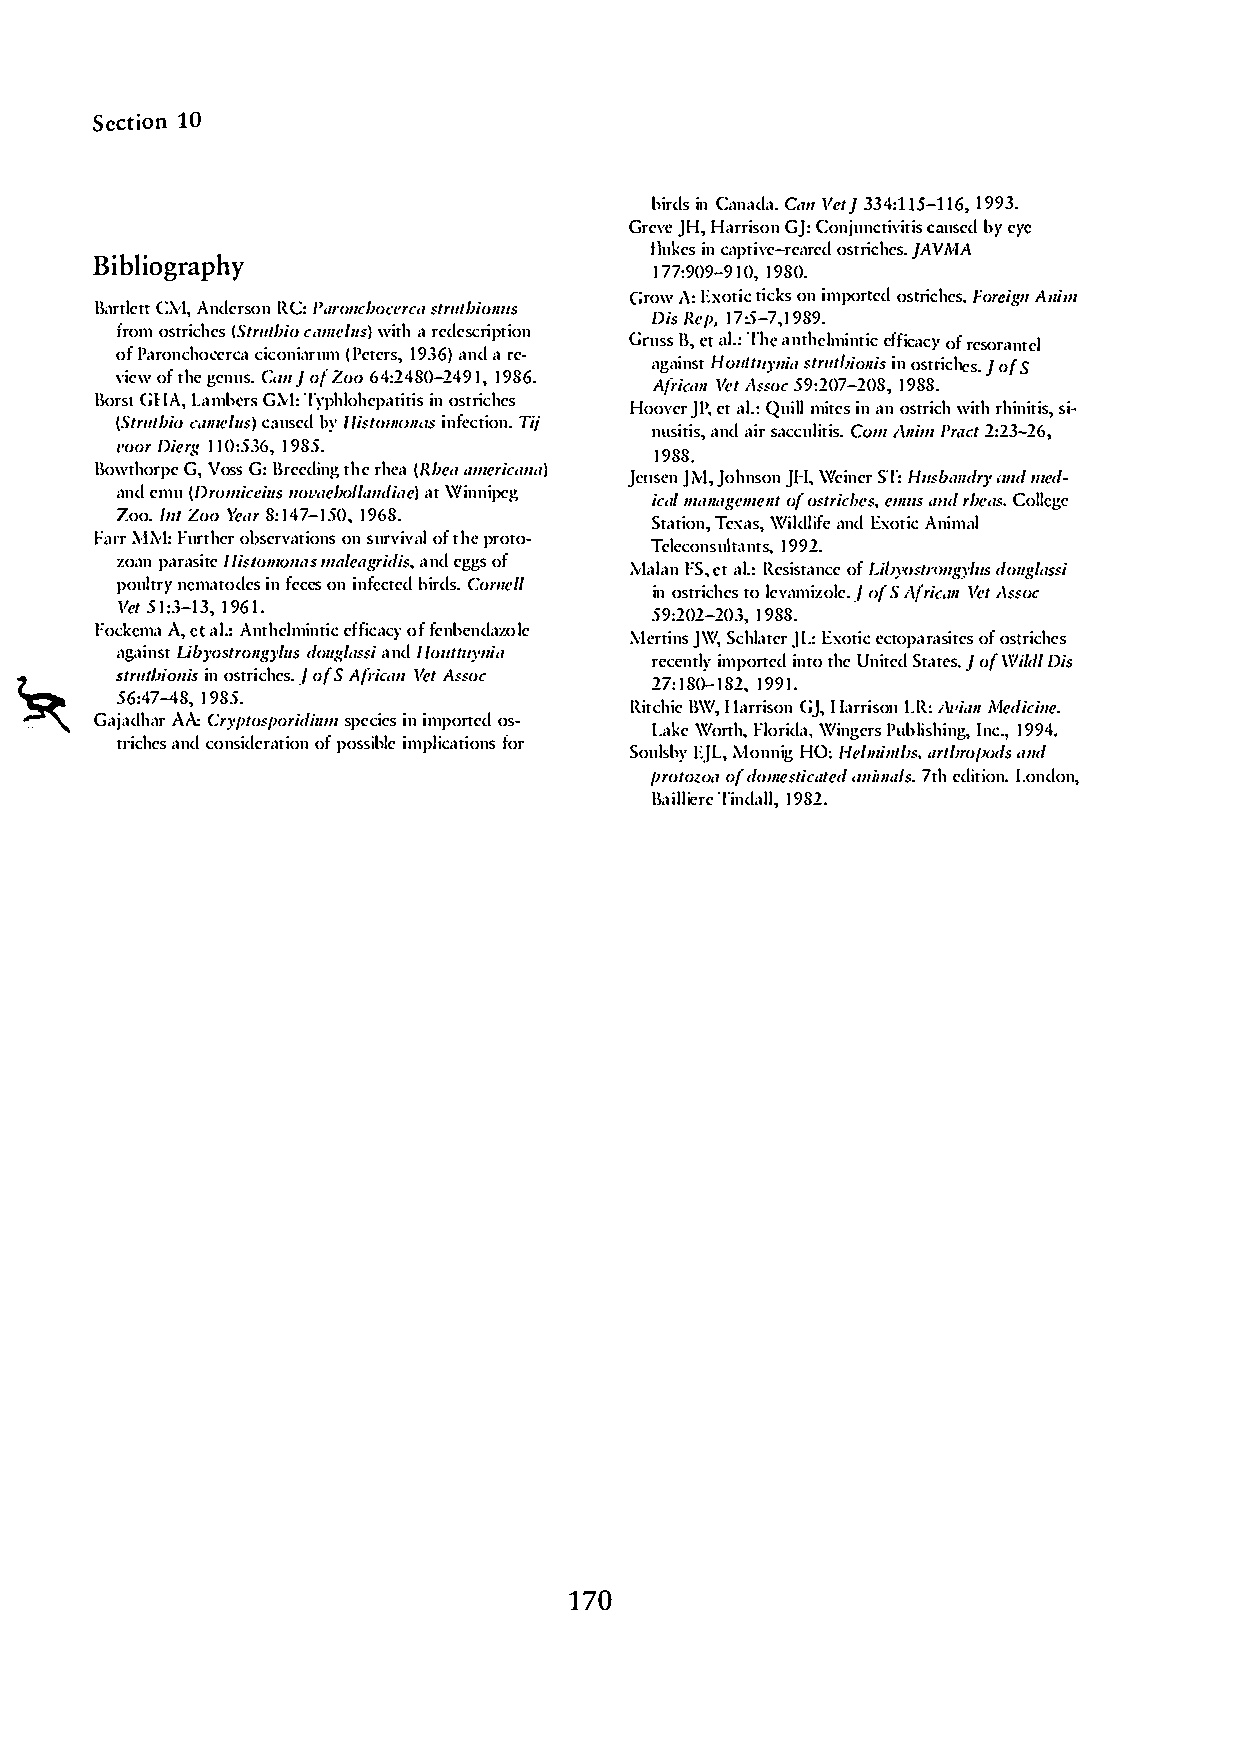 Section 10
Bibliography
Bartlett CM, Anderson RC: Paronchocerca struthionus
from ostriches (Struthio camelus) with a redescription
of Paronchocerca ciconiarum (Peters, 1936) and a re-
view of the genus. Can J of Zoo 64:2480–2491, 1986.
Borst GHA, Lambers GM: Typhlohepatitis in ostriches
(Struthio camelus) caused by Histomonas infection. Tij
voor Dierg 110:536, 1985.
Bowthorpe G, Voss G: Breeding the rhea (Rhea americana)
and emu (Dromiceius novaehollandiae) at Winnipeg
Zoo. Int Zoo Year 8:147–150, 1968.
Farr MM: Further observations on survival of the proto-
zoan parasite Histomonas maleagridis, and eggs of
poultry nematodes in feces on infected birds. Cornell
Vet 51:3–13, 1961.
Fockema A, et al.: Anthelmintic efficacy of fenbendazole
against Libyostrongylus douglassi and Houttuynia
struthionis in ostriches. J of S African Vet Assoc
56:47–48, 1985.
Gajadhar AA: Cryptosporidium species in imported os-
triches and consideration of possible implications for
birds in Canada. Can Vet J 334:115–116, 1993.
Greve JH, Harrison GJ: Conjunctivitis caused by eye
flukes in captive–reared ostriches. JAVMA
177:909–910, 1980.
Grow A: Exotic ticks on imported ostriches. Foreign Anim
Dis Rep, 17:5–7,1989.
Gruss B, et al.: The anthelmintic efficacy of resorantel
against Houttuynia struthionis in ostriches. J of S
African Vet Assoc 59:207–208, 1988.
Hoover JP, et al.: Quill mites in an ostrich with rhinitis, si-
nusitis, and air sacculitis. Com Anim Pract 2:23–26,
1988.
Jensen JM, Johnson JH, Weiner ST: Husbandry and med-
ical management of ostriches, emus and rheas. College
Station, Texas, Wildlife and Exotic Animal
Teleconsultants, 1992.
Malan FS, et al.: Resistance of Libyostrongylus douglassi
in ostriches to levamizole. J of S African Vet Assoc
59:202–203, 1988.
Mertins JW, Schlater JL: Exotic ectoparasites of ostriches
recently imported into the United States. J of Wildl Dis
27:180–182, 1991.
Ritchie BW, Harrison GJ, Harrison LR: Avian Medicine.
Lake Worth, Florida, Wingers Publishing, Inc., 1994.
Soulsby EJL, Monnig HO: Helminths, arthropods and
protozoa of domesticated animals. 7th edition. London,
Bailliere Tindall, 1982.
170